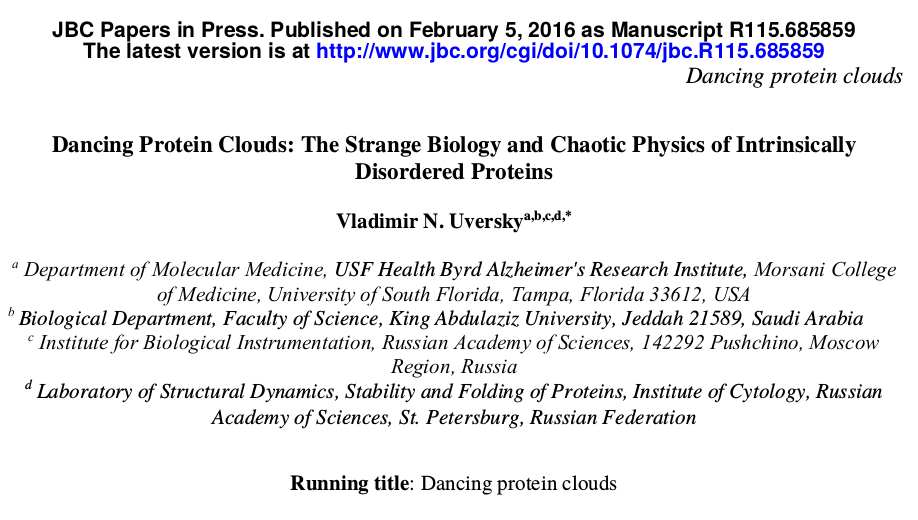 JBC Papers in Press. Published on February 5, 2016 as Manuscript R115.685859
The latest version is at http://www.jbc.org/cgi/doi/10.1074/jbc.R115.685859
Dancing protein clouds
Dancing Protein Clouds: The Strange Biology and Chaotic Physics of Intrinsically
Disordered Proteins
Vladimir N. Uversky^a,b,c,d,*
^a Department of Molecular Medicine, USF Health Byrd Alzheimer's Research Institute, Morsani College
of Medicine, University of South Florida, Tampa, Florida 33612, USA
^b Biological Department, Faculty of Science, King Abdulaziz University, Jeddah 21589, Saudi Arabia
^c Institute for Biological Instrumentation, Russian Academy of Sciences, 142292 Pushchino, Moscow
Region, Russia
^d Laboratory of Structural Dynamics, Stability and Folding of Proteins, Institute of Cytology, Russian
Academy of Sciences, St. Petersburg, Russian Federation
Running title: Dancing protein clouds